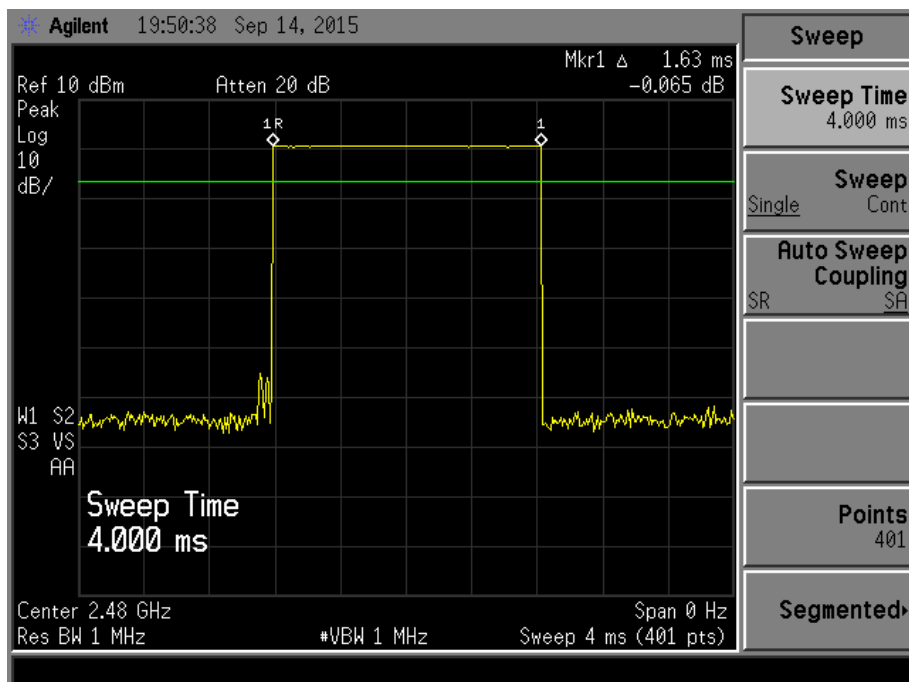 Agilent 19:50:38 Sep 14, 2015
Mkr1 Δ 1.63 ms
Ref 10 dBm Atten 20 dB -0.065 dB
Peak
Log
10
dB/
1R 1
W1 S2
S3 VS
AA
Sweep Time
4.000 ms
Center 2.48 GHz Span 0 Hz
Res BW 1 MHz #VBW 1 MHz Sweep 4 ms (401 pts)
Sweep
Sweep Time
4.000 ms
Sweep
Single Cont
Auto Sweep
Coupling
SR SA
Points
401
Segmented